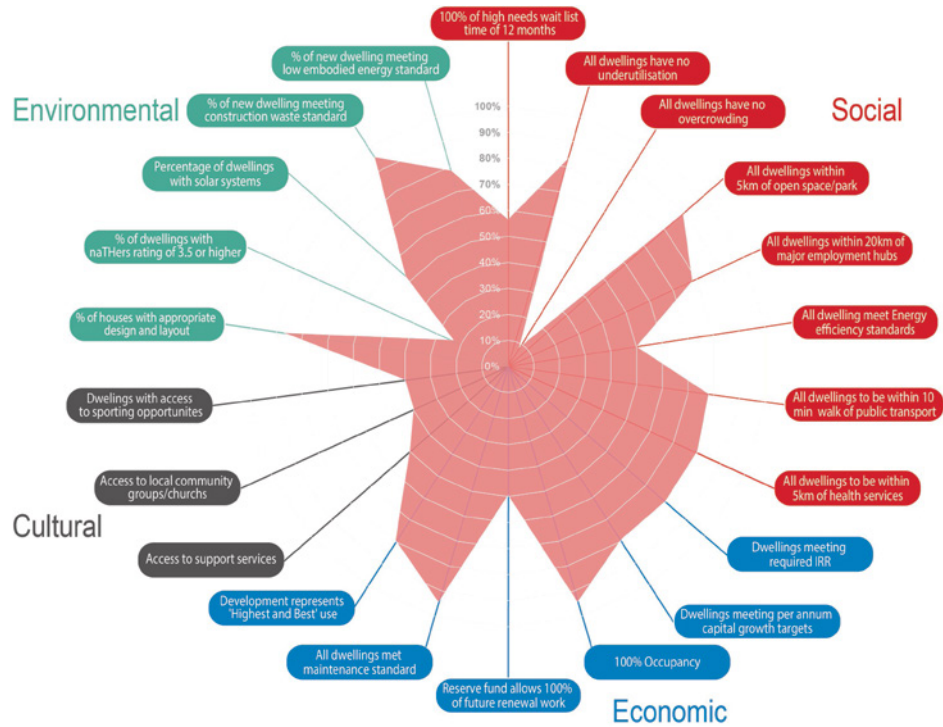 100% of high needs wait list
time of 12 months
% of new dwelling meeting
low embodied energy standard
All dwellings have no
underutilisation
Environmental
% of new dwelling meeting
construction waste standard
All dwellings have no
overcrowding
Social
100%
90%
80%
70%
60%
50%
40%
30%
20%
10%
0%
Percentage of dwellings
with solar systems
All dwellings within
5km of open space/park
% of dwellings with
naTHers rating of 3.5 or higher
All dwellings within 20km of
major employment hubs
% of houses with appropriate
design and layout
All dwelling meet Energy
efficiency standards
Dwelings with access
to sporting opportunites
All dwellings to be within 10
min walk of public transport
Access to local community
groups/churchs
All dwellings to be within
5km of health services
Cultural
Access to support services
Dwellings meeting
required IRR
Development represents
'Highest and Best' use
Dwellings meeting per annum
capital growth targets
All dwellings met
maintenance standard
100% Occupancy
Reserve fund allows 100%
of future renewal work
Economic